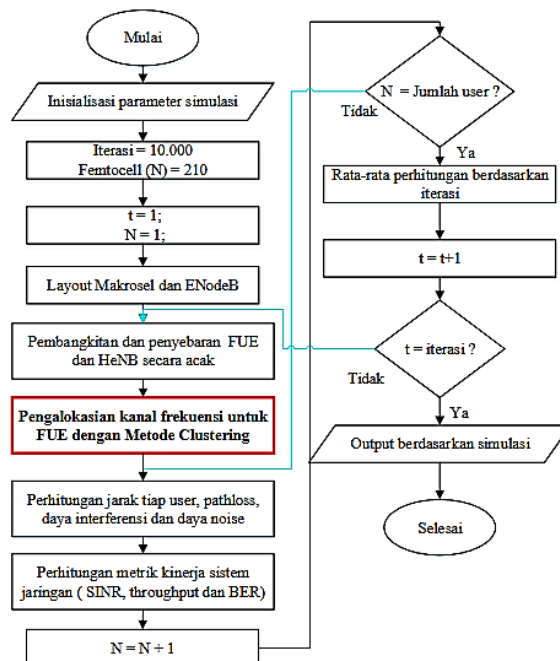 Mulai
Inisialisasi parameter simulasi
Iterasi = 10.000
Femtocell (N) = 210
t = 1;
N = 1;
Layout Makrosel dan ENodeB
Pembangkitan dan penyebaran FUE
dan HeNB secara acak
Pengalokasian kanal frekuensi untuk
FUE dengan Metode Clustering
Perhitungan jarak tiap user, pathloss,
daya interferensi dan daya noise
Perhitungan metrik kinerja sistem
jaringan ( SINR, throughput dan BER)
N = N + 1
N = Jumlah user ?
Tidak
Ya
Rata-rata perhitungan berdasarkan
iterasi
t = t+1
t = iterasi ?
Tidak
Ya
Output berdasarkan simulasi
Selesai